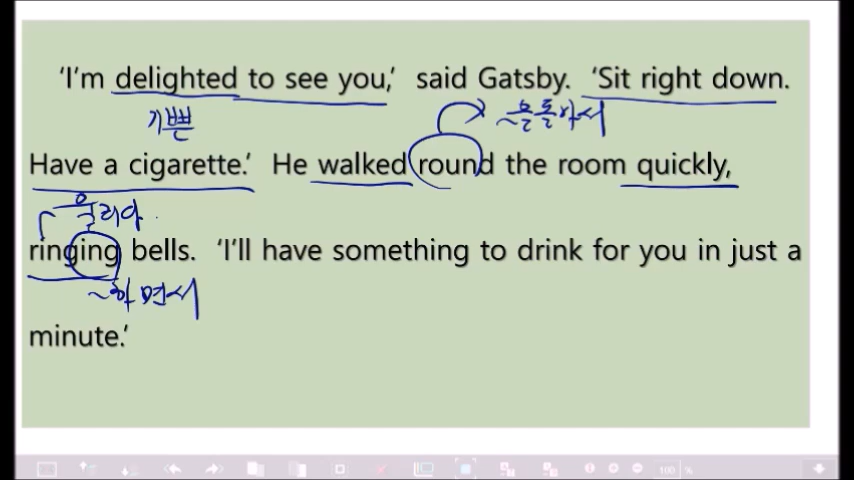 ‘I’m delighted to see you,’ said Gatsby. ‘Sit right down.
기쁜
~을 돌아서
Have a cigarette.’ He walked round the room quickly,
울리다
ringing bells. ‘I’ll have something to drink for you in just a
~하면서
minute.’
100 %